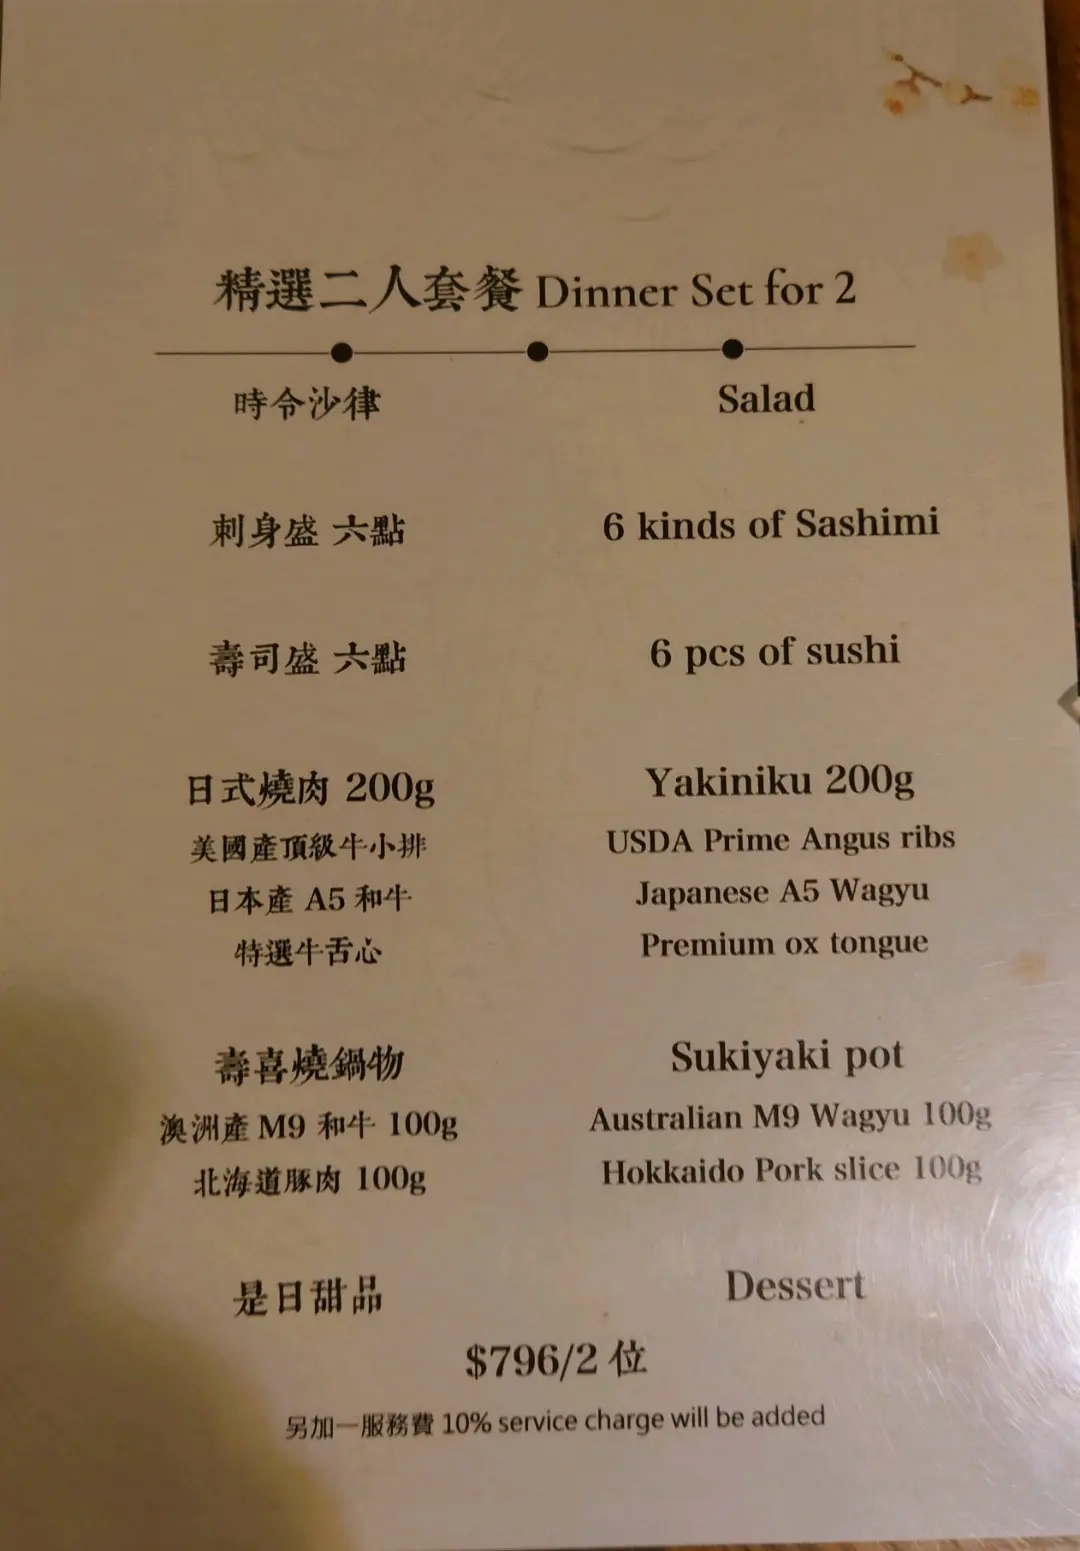 精選二人套餐 Dinner Set for 2
時令沙律 Salad
刺身盛 六點 6 kinds of Sashimi
壽司盛 六點 6 pcs of sushi
日式燒肉 200g Yakiniku 200g
美國產頂級牛小排 USDA Prime Angus ribs
日本產 A5 和牛 Japanese A5 Wagyu
特選牛舌心 Premium ox tongue
壽喜燒鍋物 Sukiyaki pot
澳洲產 M9 和牛 100g Australian M9 Wagyu 100g
北海道豚肉 100g Hokkaido Pork slice 100g
是日甜品 Dessert
$796/2 位
另加一服務費 10% service charge will be added